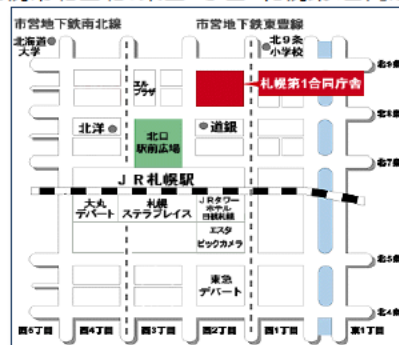 市営地下鉄南北線
市営地下鉄東豊線
北海道
大学
北9条
小学校
北9条
エル
プラザ
札幌第1合同庁舎
北8条
北洋
北口
駅前広場
道銀
北7条
JR札幌駅
大丸
デパート
札幌
ステラプレイス
JRタワー
ホテル
日航札幌
エスタ
ビックカメラ
北5条
東急
デパート
北4条
西5丁目
西4丁目
西3丁目
西2丁目
西1丁目
東1丁目